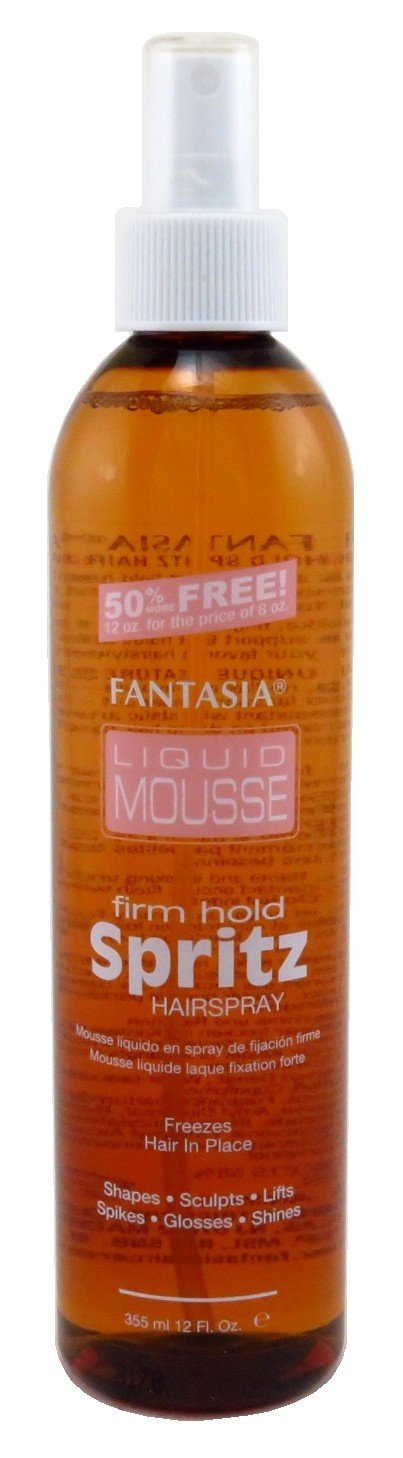 50% MORE FREE!
12 oz. for the price of 8 oz.
FANTASIA®
LIQUID
MOUSSE
firm hold
Spritz
HAIRSPRAY
Mousse líquido en spray de fijación firme
Mousse liquide laque fixation forte
Freezes
Hair In Place
Shapes • Sculpts • Lifts
Spikes • Glosses • Shines
355 ml 12 Fl. Oz. ℮